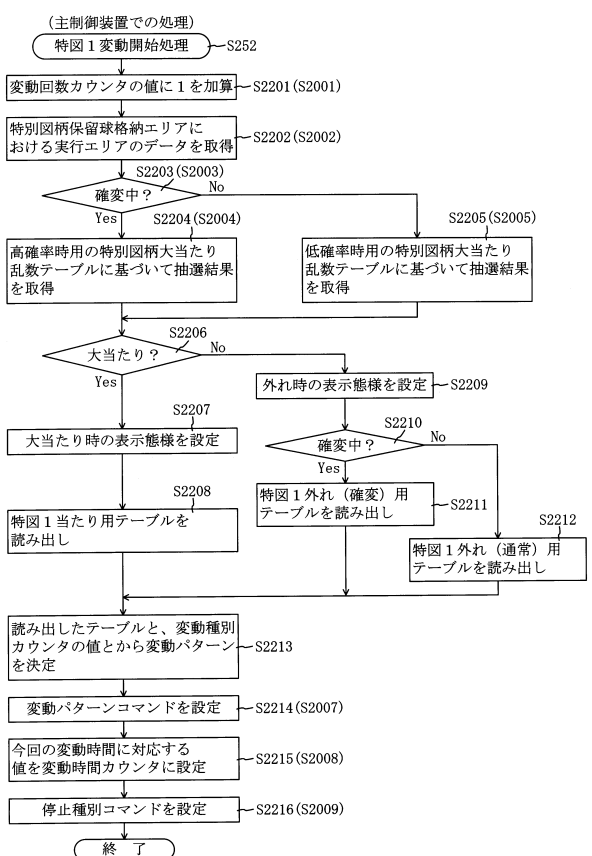 （主制御装置での処理）
特図１変動開始処理
S252
変動回数カウンタの値に１を加算
S2201(S2001)
特別図柄保留球格納エリアに
おける実行エリアのデータを取得
S2202(S2002)
S2203(S2003)
確変中？
No
Yes
S2204(S2004)
高確率時用の特別図柄大当たり
乱数テーブルに基づいて抽選結果
を取得
S2205(S2005)
低確率時用の特別図柄大当たり
乱数テーブルに基づいて抽選結果
を取得
S2206
大当たり？
No
Yes
外れ時の表示態様を設定
S2209
S2207
大当たり時の表示態様を設定
S2210
確変中？
No
Yes
S2208
特図１当たり用テーブルを
読み出し
特図１外れ（確変）用
テーブルを読み出し
S2211
S2212
特図１外れ（通常）用
テーブルを読み出し
読み出したテーブルと、変動種別
カウンタの値とから変動パターン
を決定
S2213
変動パターンコマンドを設定
S2214(S2007)
今回の変動時間に対応する
値を変動時間カウンタに設定
S2215(S2008)
停止種別コマンドを設定
S2216(S2009)
終 了